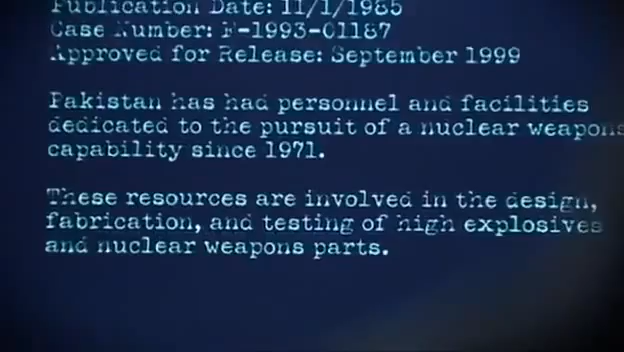 Publication Date: 11/1/1985
Case Number: F-1993-01187
Approved for Release: September 1999
Pakistan has had personnel and facilities
dedicated to the pursuit of a nuclear weapons
capability since 1971.
These resources are involved in the design,
fabrication, and testing of high explosives
and nuclear weapons parts.